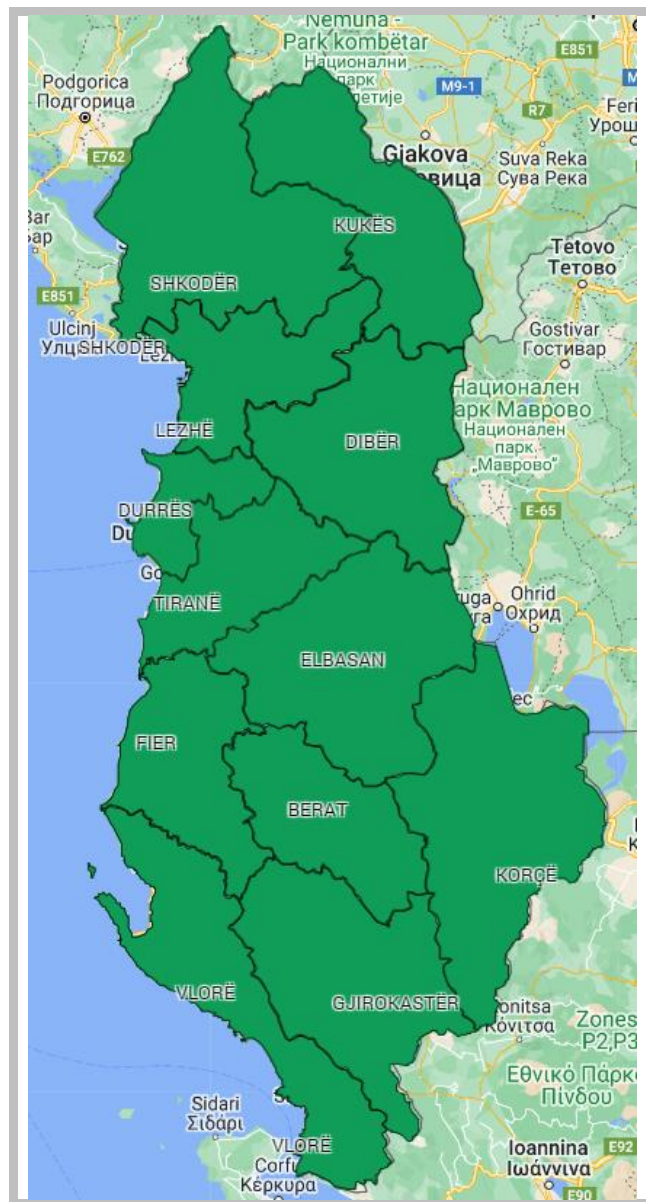 Nemuna -
Park kombëtar
Национални
парк
E851
M9-1
Podgorica
Подгорица
R7
Gjakova
Suva Reka
Сува Река
E762
KUKËS
Tetovo
Тетово
SHKODËR
E851
Ulcinj
SHKODËR
Gostivar
Гостивар
Национален
парк Маврово
Национален
парк
„Маврово“
LEZHË
DIBËR
DURRËS
E-65
TIRANË
Ohrid
Охрид
ELBASAN
FIER
BERAT
KORÇË
VLORË
GJIROKASTËR
Κόνιτσα
Zones
P2,P3
Εθνικό Πάρκο
Πίνδου
Sidari
Σιδάρι
VLORË
Corfu
Κέρκυρα
Ioannina
Ιωάννινα
E92
E90